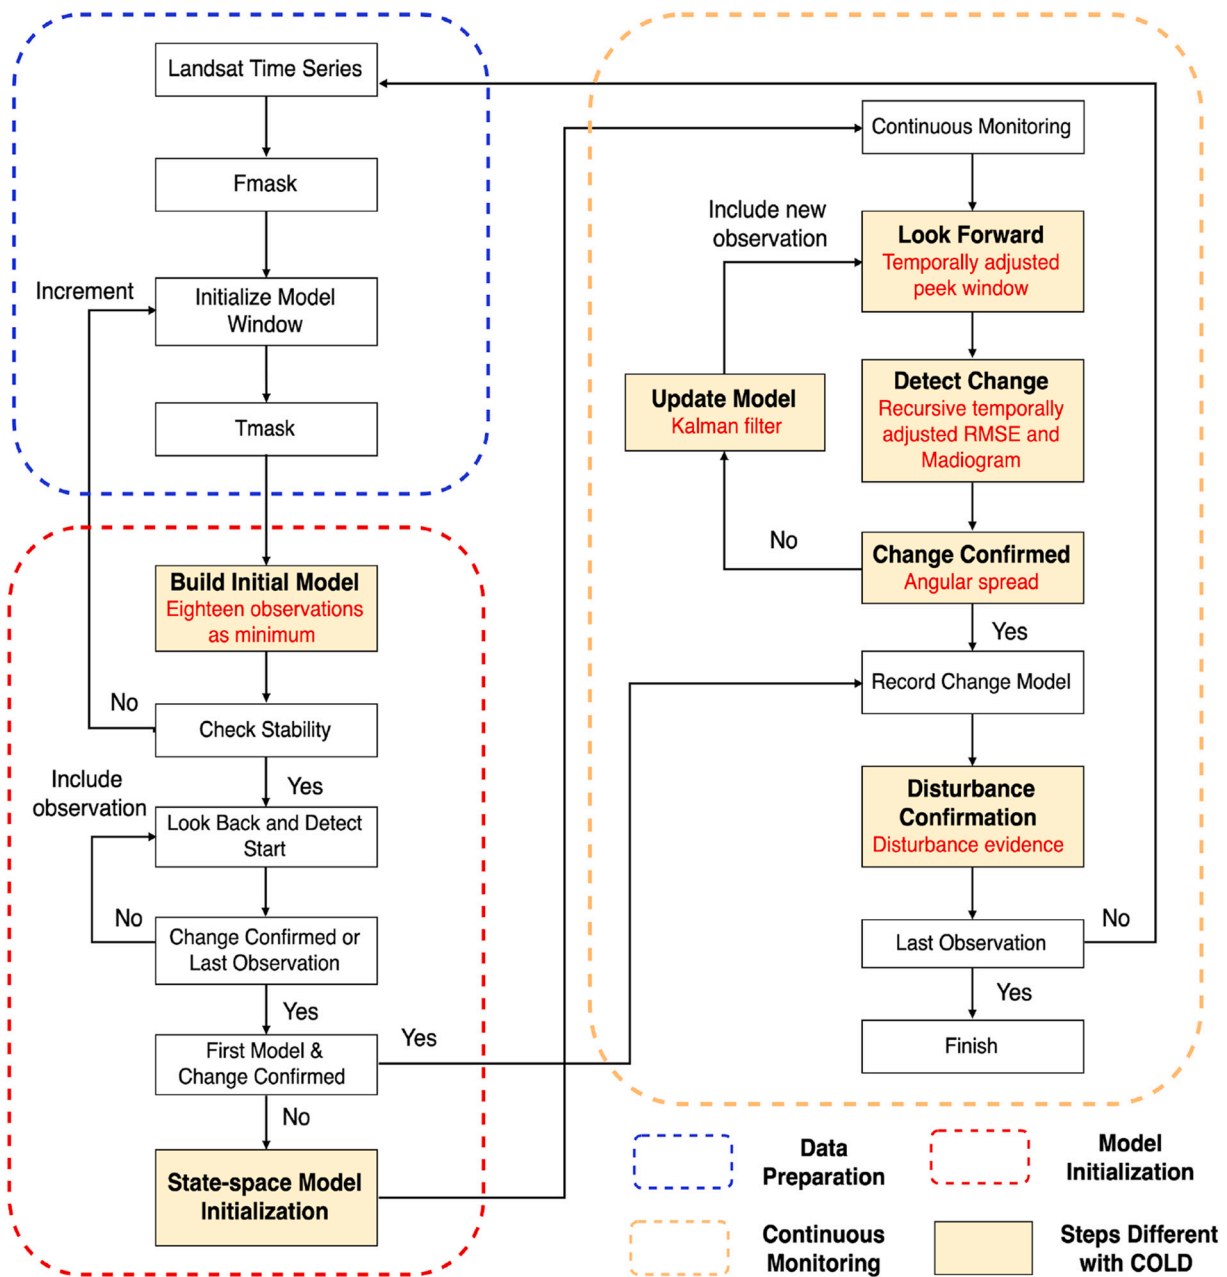 Landsat Time Series
Fmask
Increment
Initialize Model
Window
Tmask
Build Initial Model
Eighteen observations
as minimum
No
Check Stability
Yes
Include
observation
Look Back and Detect
Start
No
Change Confirmed or
Last Observation
Yes
First Model &
Change Confirmed
Yes
No
State-space Model
Initialization
Continuous Monitoring
Include new
observation
Look Forward
Temporally adjusted
peek window
Detect Change
Recursive temporally
adjusted RMSE and
Madiogram
Update Model
Kalman filter
No
Change Confirmed
Angular spread
Yes
Record Change Model
Disturbance
Confirmation
Disturbance evidence
No
Last Observation
Yes
Finish
Data
Preparation
Model
Initialization
Continuous
Monitoring
Steps Different
with COLD